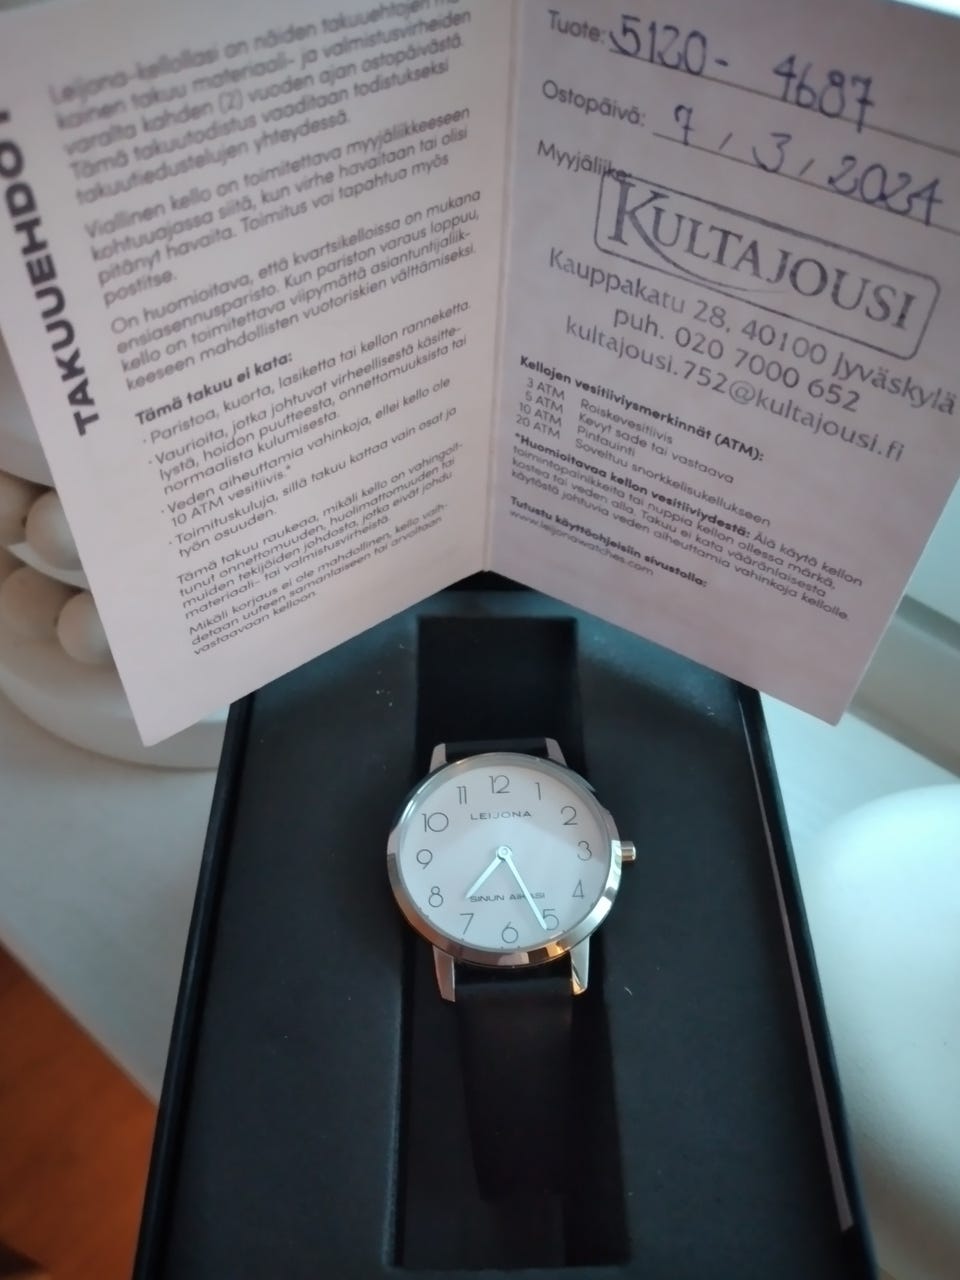 TAKUUEHDOT
Leijona-kellollasi on näiden takuuehtojen
kainen takuu materiaali- ja valmistusvirheiden
varalta kahden (2) vuoden ajan ostopäivästä.
Tämä takuutodistus vaaditaan todistukseksi
takuutiedustelujen yhteydessä.
Viallinen kello on toimitettava myyjäliikkeeseen
kohtuuajassa siitä, kun virhe havaitaan tai olisi
pitänyt havaita. Toimitus voi tapahtua myös
postitse.
On huomioitava, että kvartsikelloissa on mukana
ensiasennusparisto. Kun pariston varaus loppuu,
kello on toimitettava viipymättä asiantuntijaliik-
keeseen mahdollisten vuotoriskien välttämiseksi.
Tämä takuu ei kata:
· Paristoa, kuorta, lasiketta tai kellon ranneketta.
· Vaurioita, jotka johtuvat virheellisestä käsitte-
lystä, hoidon puutteesta, onnettomuuksista tai
normaalista kulumisesta.
· Veden aiheuttamia vahinkoja, ellei kello ole
10 ATM vesitiivis.*
· Toimituskuluja, sillä takuu kattaa vain osat ja
työn osuuden.
Tämä takuu raukeaa, mikäli kello on vahingoit-
tunut onnettomuuden, huolimattomuuden tai
muiden tekijöiden johdosta, jotka eivät johdu
materiaali- tai valmistusvirheistä.
Mikäli korjaus ei ole mahdollinen, kello vaih-
detaan uuteen samanlaiseen tai arvoltaan
vastaavaan kelloon.
Tuote: 5130- 4687
Ostopäivä: 7 / 3 / 2024
Myyjäliike:
KULTAJOUSI
Kauppakatu 28, 40100 Jyväskylä
puh. 020 7000 652
kultajousi.752@kultajousi.fi
Kellojen vesitiiviysmerkinnät (ATM):
3 ATM Roiskevesitiivis
5 ATM Kevyt sade tai vastaava
10 ATM Pintauinti
20 ATM Soveltuu snorkkelisukellukseen
*Huomioitavaa kellon vesitiiviydestä: Älä käytä kellon
toimintopainikkeita tai nuppia kellon ollessa märkä,
kostea tai veden alla. Takuu ei kata vääränlaisesta
käytöstä johtuvia veden aiheuttamia vahinkoja kellolle.
Tutustu käyttöohjeisiin sivustolla:
www.leijonawatches.com
12
11
1
10
LEIJONA
2
9
3
8
SINUN AIKASI
4
7
6
5